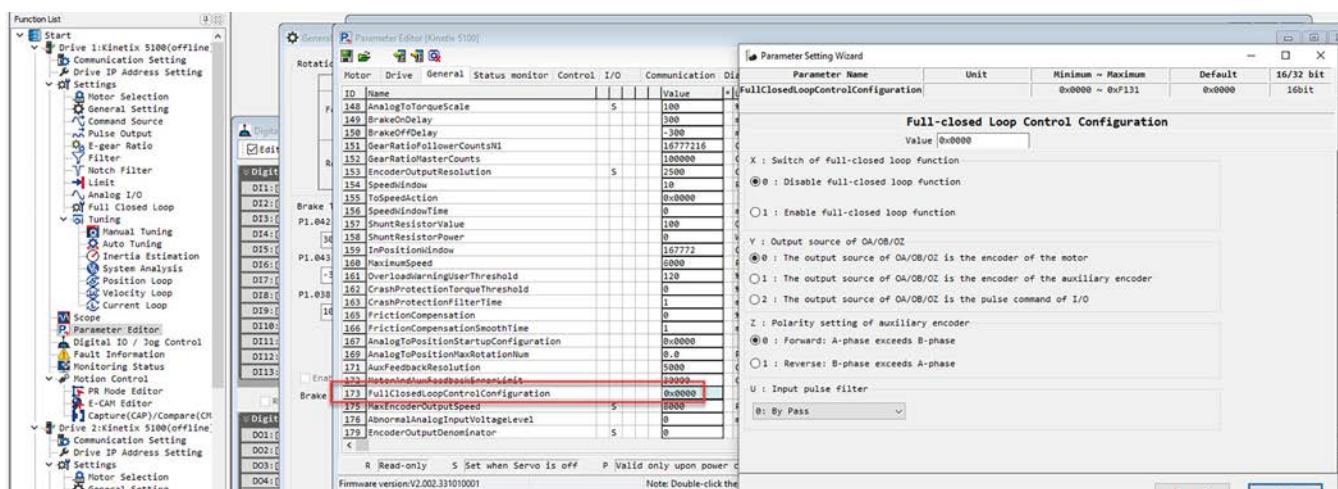 Function List
Start
Drive 1:Kinetix 5100(offline
Communication Setting
Drive IP Address Setting
Settings
Motor Selection
General Setting
Command Source
Pulse Output
E-gear Ratio
Filter
Notch Filter
Limit
Analog I/O
Full Closed Loop
Tuning
Manual Tuning
Auto Tuning
Inertia Estimation
System Analysis
Position Loop
Velocity Loop
Current Loop
Scope
Parameter Editor
Digital IO / Jog Control
Fault Information
Monitoring Status
Motion Control
PR Mode Editor
E-CAM Editor
Capture(CAP)/Compare(CM
Drive 2:Kinetix 5100(offline
Communication Setting
Drive IP Address Setting
Settings
Motor Selection
General Setting
Digit
Edit
Digit
DI1:[
DI2:[
DI3:[
DI4:[
DI5:[
DI6:[
DI7:[
DI8:[
DI9:[
DI10:
DI11:
DI12:
DI13:
Digit
DO1:[
DO2:[
DO3:[
DO4:[
General
Rotatio
Brake T
P1.042
P1.043
P1.038
Enab
Brake
Parameter Editor [Kinetix 5100]
Motor Drive General Status monitor Control I/O Communication Dia
ID Name Value
148 AnalogToTorqueScale S 100
149 BrakeOnDelay 300
150 BrakeOffDelay -300
151 GearRatioFollowerCountsN1 16777216
152 GearRatioMasterCounts 100000
153 EncoderOutputResolution S 2500
154 SpeedWindow 10
155 ToSpeedAction 0x0000
156 SpeedWindowTime 0
157 ShuntResistorValue 100
158 ShuntResistorPower 0
159 InPositionWindow 167772
160 MaximumSpeed 6000
161 OverloadWarningUserThreshold 120
162 CrashProtectionTorqueThreshold 0
163 CrashProtectionFilterTime 1
165 FrictionCompensation 0
166 FrictionCompensationSmoothTime 1
167 AnalogToPositionStartupConfiguration 0x0000
169 AnalogToPositionMaxRotationNum 0.0
171 AuxFeedbackResolution 5000
172 MotorAndAuxFeedbackErrorLimit 30000
173 FullClosedLoopControlConfiguration 0x0000
175 MaxEncoderOutputSpeed S 8000
176 AbnormalAnalogInputVoltageLevel 0
179 EncoderOutputDenominator S 0
R Read-only S Set when Servo is off P Valid only upon power c
Firmware version:V2.002.331010001 Note: Double-click the
Parameter Setting Wizard
Parameter Name Unit Minimum ~ Maximum Default 16/32 bit
FullClosedLoopControlConfiguration 0x0000 ~ 0xF131 0x0000 16bit
Full-closed Loop Control Configuration
Value 0x0000
X : Switch of full-closed loop function
0 : Disable full-closed loop function
1 : Enable full-closed loop function
Y : Output source of OA/OB/OZ
0 : The output source of OA/OB/OZ is the encoder of the motor
1 : The output source of OA/OB/OZ is the encoder of the auxiliary encoder
2 : The output source of OA/OB/OZ is the pulse command of I/O
Z : Polarity setting of auxiliary encoder
0 : Forward: A-phase exceeds B-phase
1 : Reverse: B-phase exceeds A-phase
U : Input pulse filter
0: By Pass